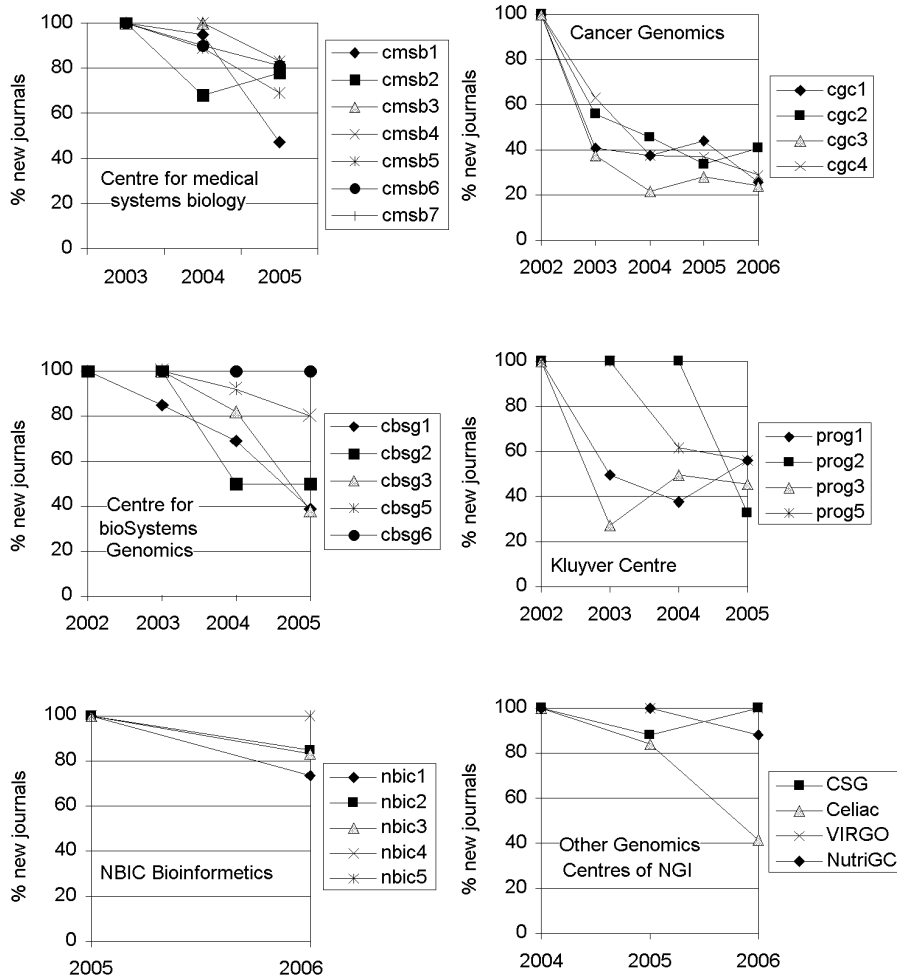 % new journals
100
80
60
40
20
0
2003
2004
2005
Centre for medical
systems biology
cmsb1
cmsb2
cmsb3
cmsb4
cmsb5
cmsb6
cmsb7
% new journals
100
80
60
40
20
0
2002
2003
2004
2005
2006
Cancer Genomics
cgc1
cgc2
cgc3
cgc4
% new journals
100
80
60
40
20
0
2002
2003
2004
2005
Centre for
bioSystems
Genomics
cbsg1
cbsg2
cbsg3
cbsg5
cbsg6
% new journals
100
80
60
40
20
0
2002
2003
2004
2005
Kluyver Centre
prog1
prog2
prog3
prog5
% new journals
100
80
60
40
20
0
2005
2006
NBIC Bioinformetics
nbic1
nbic2
nbic3
nbic4
nbic5
% new journals
100
80
60
40
20
0
2004
2005
2006
Other Genomics
Centres of NGI
CSG
Celiac
VIRGO
NutriGC